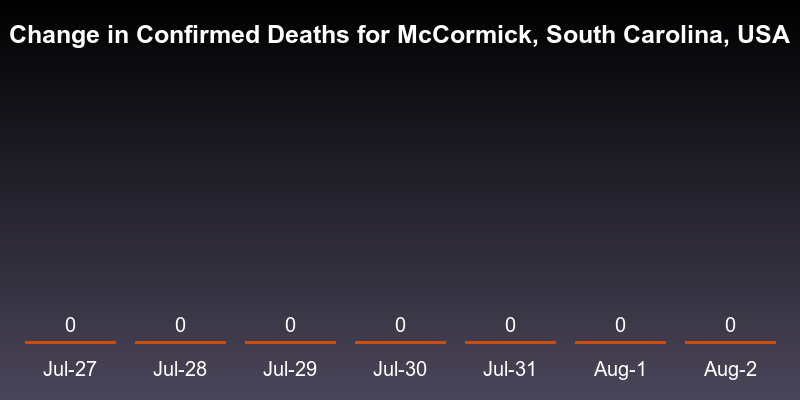 Change in Confirmed Deaths for McCormick, South Carolina, USA
0 0 0 0 0 0 0
Jul-27 Jul-28 Jul-29 Jul-30 Jul-31 Aug-1 Aug-2